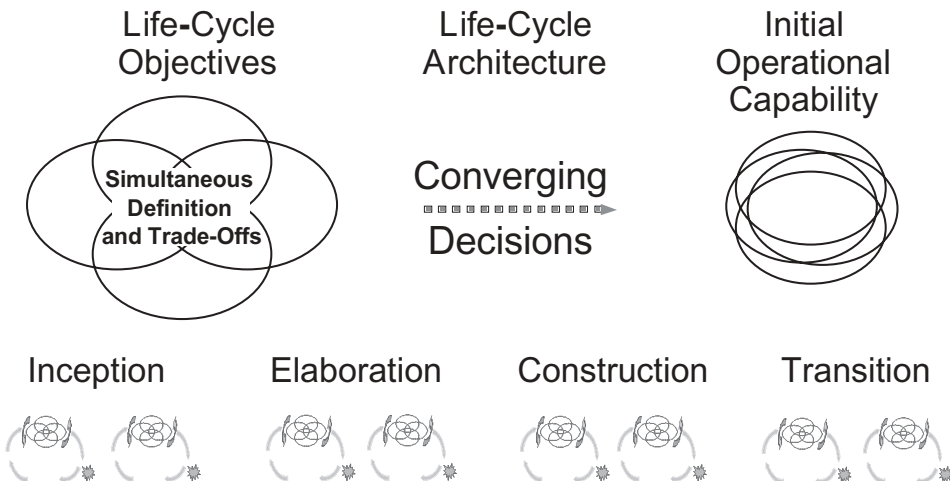 Life-Cycle
Objectives
Life-Cycle
Architecture
Initial
Operational
Capability
Simultaneous
Definition
and Trade-Offs
Converging
Decisions
Inception
Elaboration
Construction
Transition